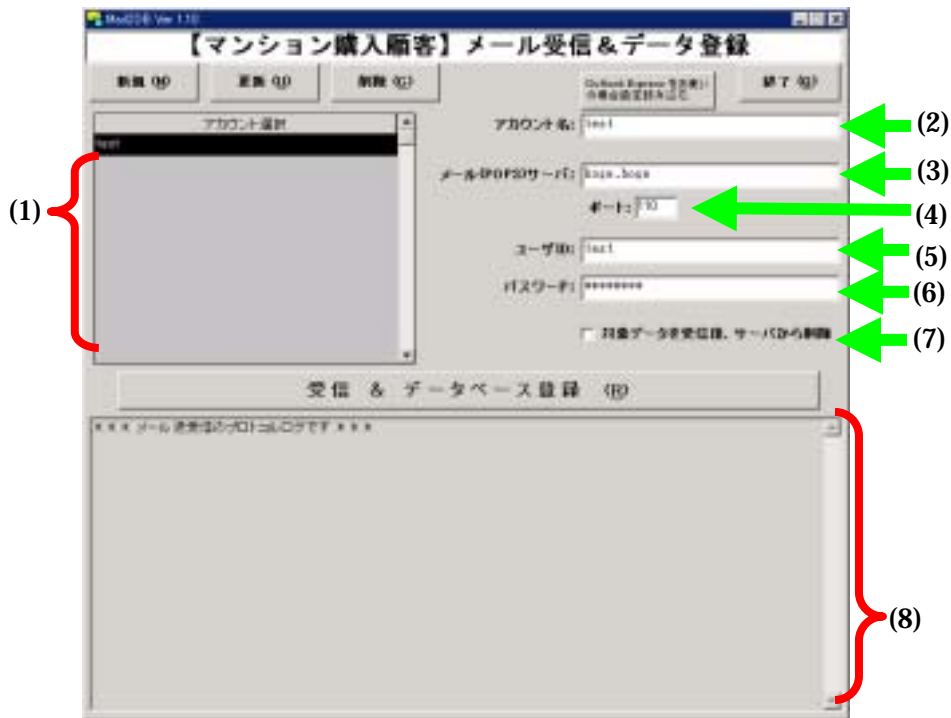 MailDDB Ver 1.10
【マンション購入顧客】メール受信＆データ登録
新規 (N) 更新 (U) 削除 (C) 終了 (Q)
アカウント選択
test
アカウント名: test
(2)
メール(POP3)サーバ: hoge.hoge
(3)
(1)
ポート: 110
(4)
ユーザID: test
(5)
パスワード: ********
(6)
対象データを受信後、サーバから削除
(7)
受信 ＆ データベース登録 (R)
＊＊＊ メール送受信のプロトコルログです ＊＊＊
(8)